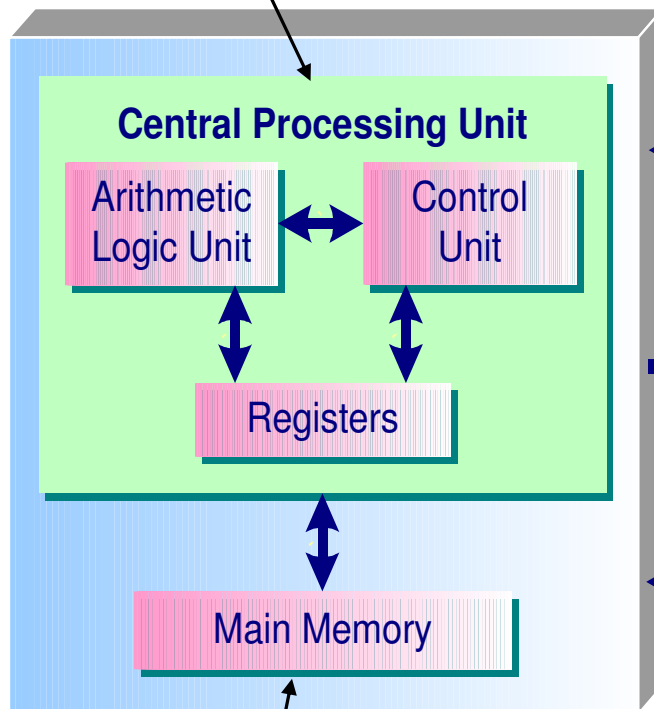 Central Processing Unit
Arithmetic
Logic Unit
Control
Unit
Registers
Main Memory